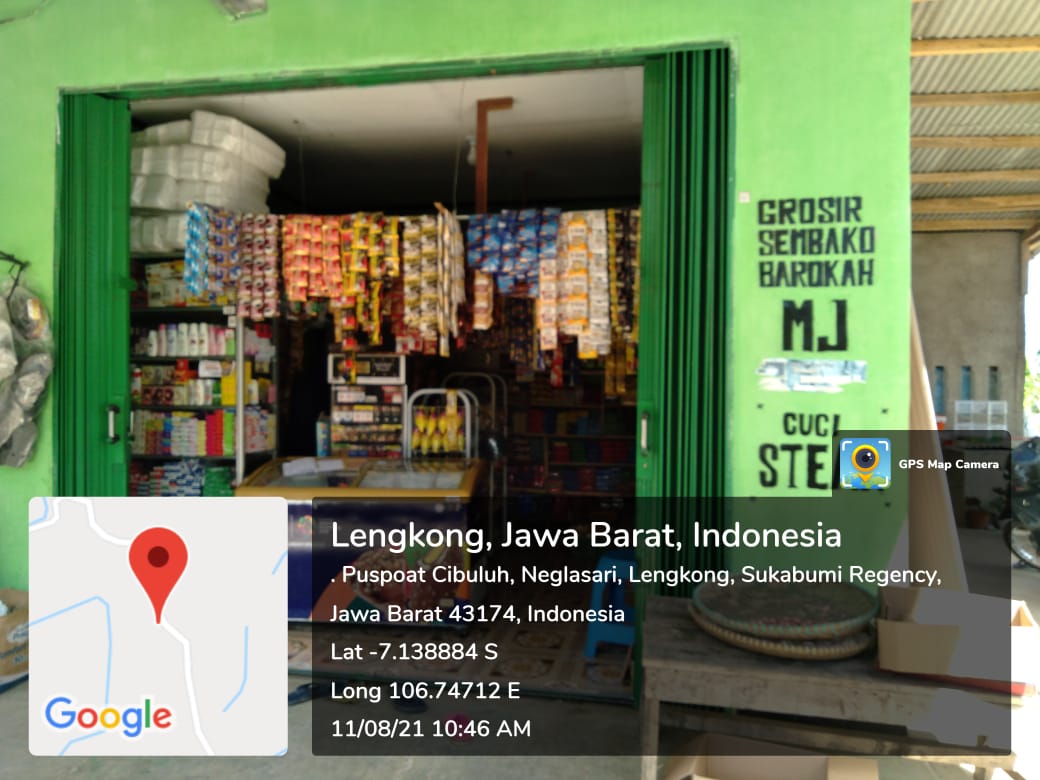 GROSIR
SEMBAKO
BAROKAH
MJ
CUCI
GPS Map Camera
Lengkong, Jawa Barat, Indonesia
. Puspoat Cibuluh, Neglasari, Lengkong, Sukabumi Regency,
Jawa Barat 43174, Indonesia
Lat -7.138884 S
Long 106.74712 E
11/08/21 10:46 AM
Google